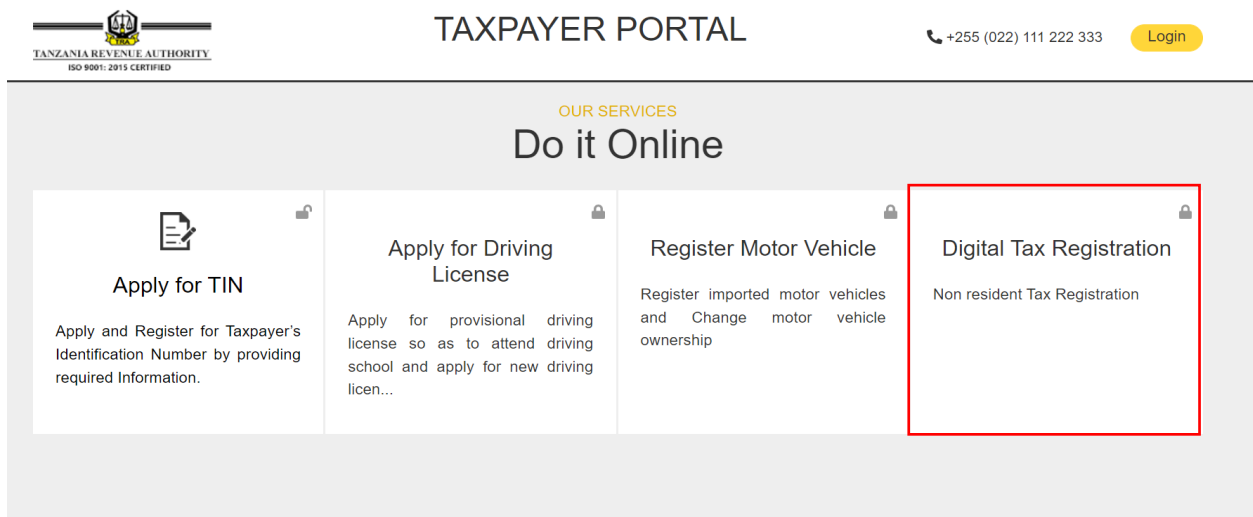 TRA
TANZANIA REVENUE AUTHORITY
ISO 9001: 2015 CERTIFIED
TAXPAYER PORTAL
+255 (022) 111 222 333
Login
OUR SERVICES
Do it Online
Apply for TIN
Apply and Register for Taxpayer's
Identification Number by providing
required Information.
Apply for Driving
License
Apply for provisional driving
license so as to attend driving
school and apply for new driving
licen...
Register Motor Vehicle
Register imported motor vehicles
and Change motor vehicle
ownership
Digital Tax Registration
Non resident Tax Registration